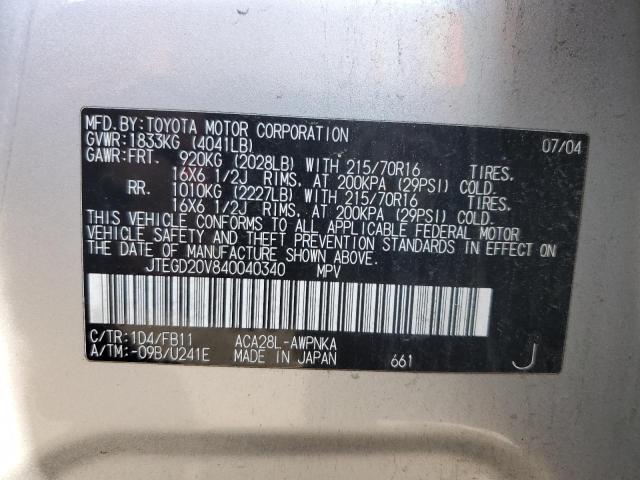 MFD.BY:TOYOTA MOTOR CORPORATION 07/04
GVWR:1833KG (4041LB)
GAWR:FRT. 920KG (2028LB) WITH 215/70R16 TIRES.
16X6 1/2J RIMS. AT 200KPA (29PSI) COLD.
RR. 1010KG (2227LB) WITH 215/70R16 TIRES.
16X6 1/2J RIMS. AT 200KPA (29PSI) COLD.
THIS VEHICLE CONFORMS TO ALL APPLICABLE FEDERAL MOTOR
VEHICLE SAFETY AND THEFT PREVENTION STANDARDS IN EFFECT ON
THE DATE OF MANUFACTURE SHOWN ABOVE.
JTEGD20V840040340 MPV
C/TR:1D4/FB11 ACA28L-AWPNKA
A/TM:-09B/U241E MADE IN JAPAN 661 J